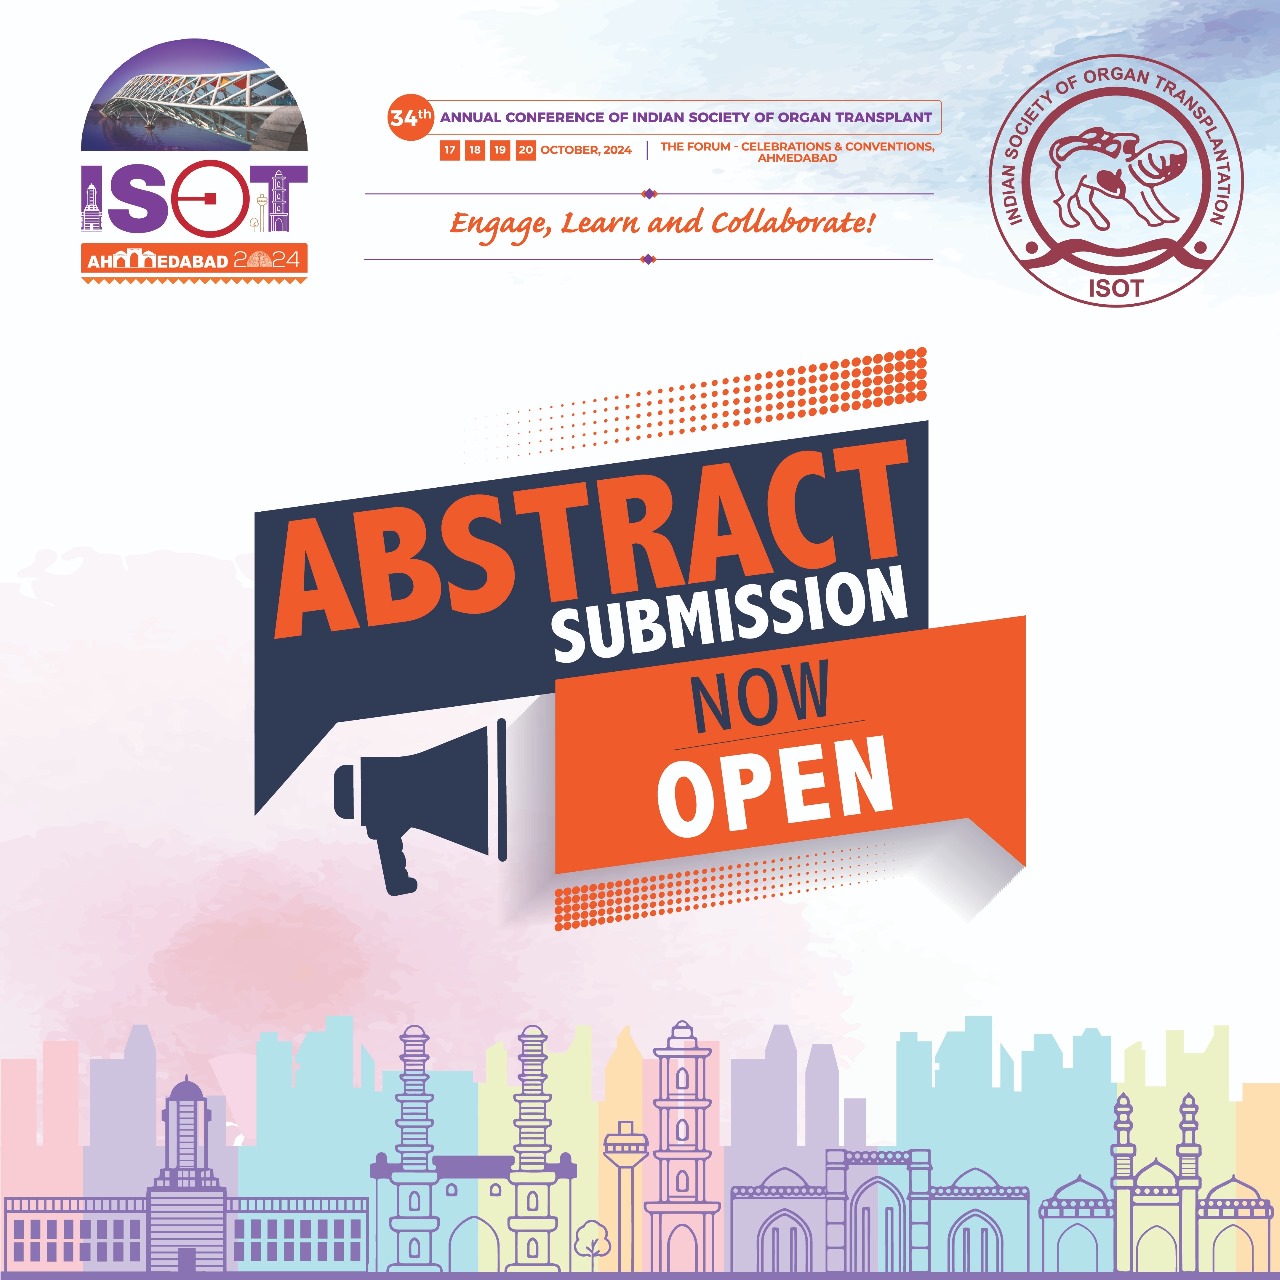 ISOT
AHMEDABAD 2024
34th ANNUAL CONFERENCE OF INDIAN SOCIETY OF ORGAN TRANSPLANT
17 18 19 20 OCTOBER, 2024 | THE FORUM - CELEBRATIONS & CONVENTIONS,
AHMEDABAD
Engage, Learn and Collaborate!
INDIAN SOCIETY OF ORGAN TRANSPLANTATION
ISOT
ABSTRACT
SUBMISSION
NOW
OPEN